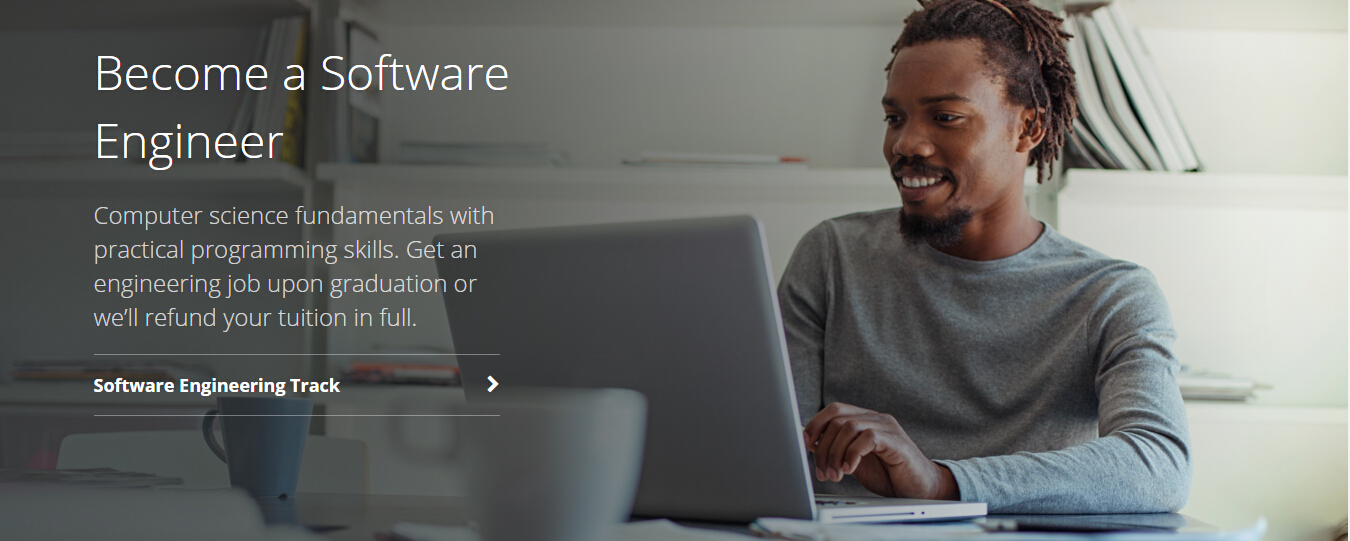 Become a Software
Engineer
Computer science fundamentals with
practical programming skills. Get an
engineering job upon graduation or
we’ll refund your tuition in full.
Software Engineering Track